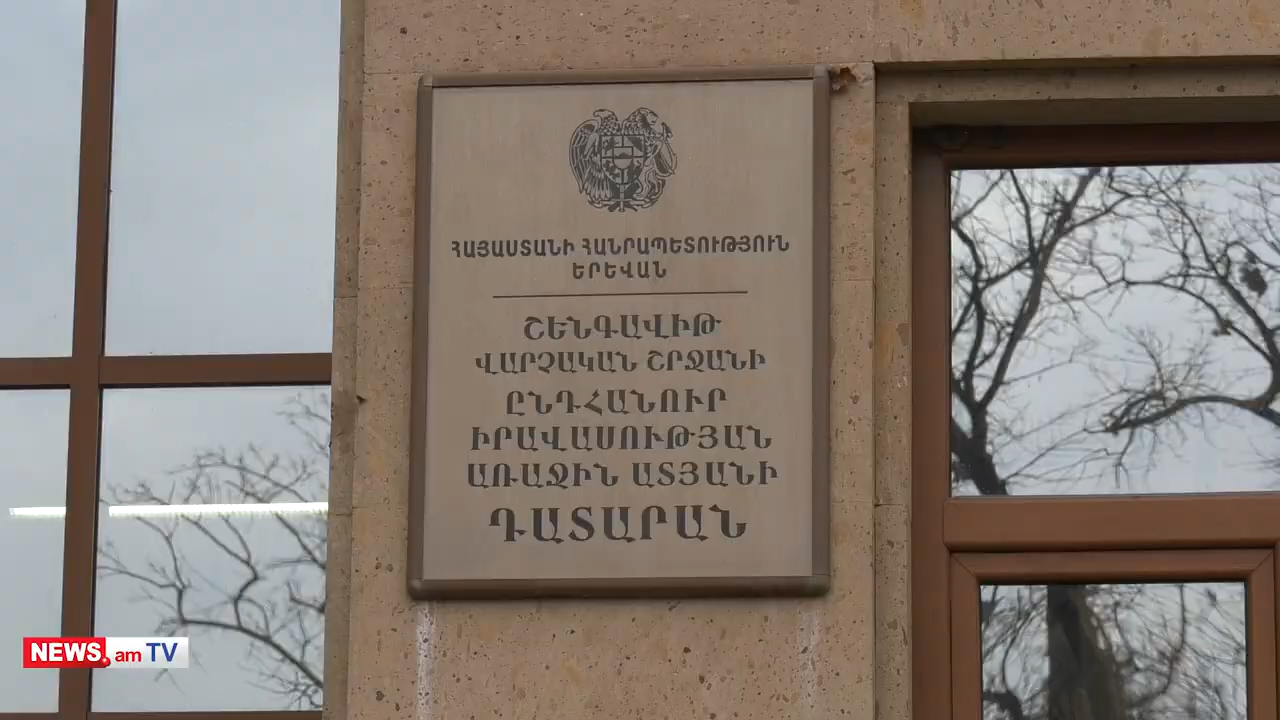 ՀԱՅԱՍՏԱՆԻ ՀԱՆՐԱՊԵՏՈՒԹՅՈՒՆ
ԵՐԵՎԱՆ
ՇԵՆԳԱՎԻԹ
ՎԱՐՉԱԿԱՆ ՇՐՋԱՆԻ
ԸՆԴՀԱՆՈՒՐ
ԻՐԱՎԱՍՈՒԹՅԱՆ
ԱՌԱՋԻՆ ԱՏՅԱՆԻ
ԴԱՏԱՐԱՆ
NEWS.am TV